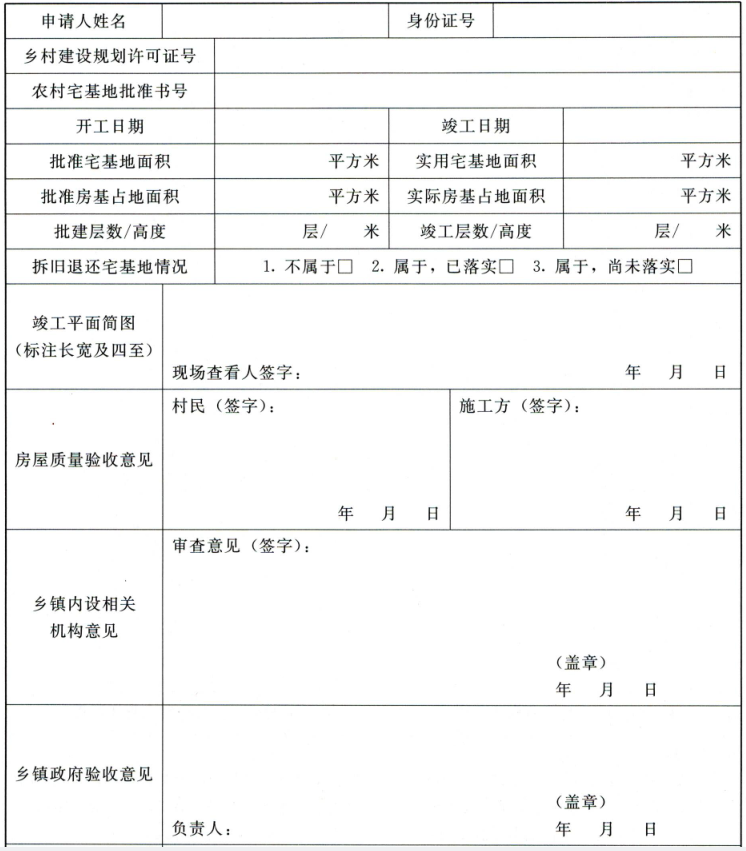 申请人姓名 身份证号
乡村建设规划许可证号
农村宅基地批准书号
开工日期 竣工日期
批准宅基地面积 平方米 实用宅基地面积 平方米
批准房基占地面积 平方米 实际房基占地面积 平方米
批建层数/高度 层/ 米 竣工层数/高度 层/ 米
拆旧退还宅基地情况 1. 不属于□ 2. 属于，已落实□ 3. 属于，尚未落实□
竣工平面简图
（标注长宽及四至）
现场查看人签字： 年 月 日
房屋质量验收意见
村民（签字）： 施工方（签字）：
年 月 日 年 月 日
乡镇内设相关
机构意见
审查意见（签字）：
（盖章）
年 月 日
乡镇政府验收意见
（盖章）
负责人： 年 月 日